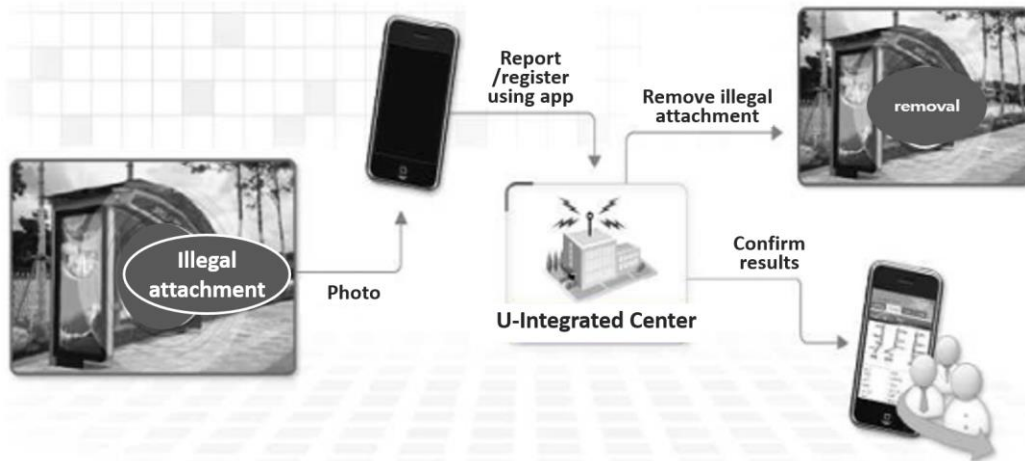 Illegal
attachment
Photo
Report
/register
using app
U-Integrated Center
Remove illegal
attachment
removal
Confirm
results